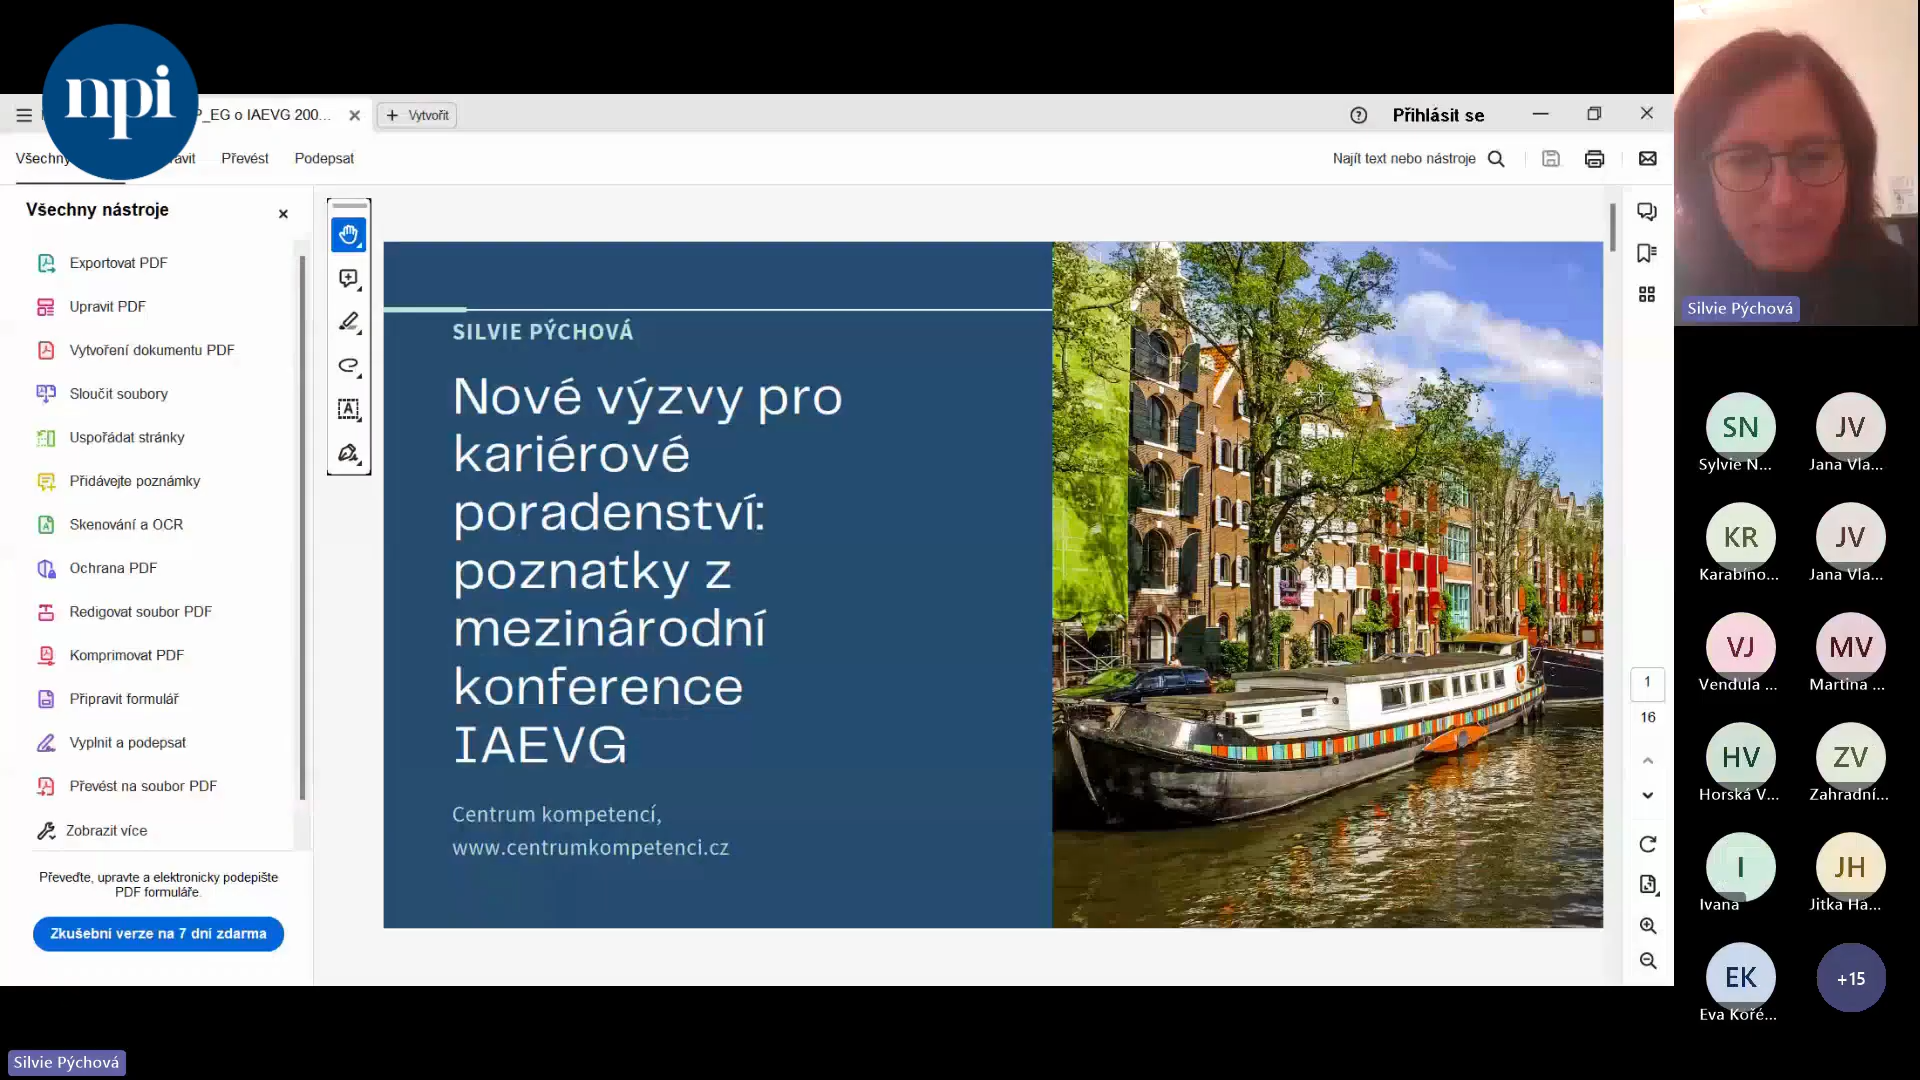 npi
P_EG o IAEVG 200...
Vytvořit
Přihlásit se
Všechny
Převést
Podepsat
Najít text nebo nástroje
Všechny nástroje
Exportovat PDF
Upravit PDF
Vytvoření dokumentu PDF
Sloučit soubory
Uspořádat stránky
Přidávejte poznámky
Skenování a OCR
Ochrana PDF
Redigovat soubor PDF
Komprimovat PDF
Připravit formulář
Vyplnit a podepsat
Převést na soubor PDF
Zobrazit více
Převeďte, upravte a elektronicky podepište
PDF formuláře.
Zkušební verze na 7 dní zdarma
SILVIE PÝCHOVÁ
Nové výzvy pro
kariérové
poradenství:
poznatky z
mezinárodní
konference
IAEVG
Centrum kompetencí,
www.centrumkompetenci.cz
1
16
Silvie Pýchová
SN
Sylvie N...
JV
Jana Vla...
KR
Karabíno...
JV
Jana Vla...
VJ
Vendula ...
MV
Martina ...
HV
Horská V...
ZV
Zahradní...
I
Ivana
JH
Jitka Ha...
EK
Eva Kořé...
+15
Silvie Pýchová